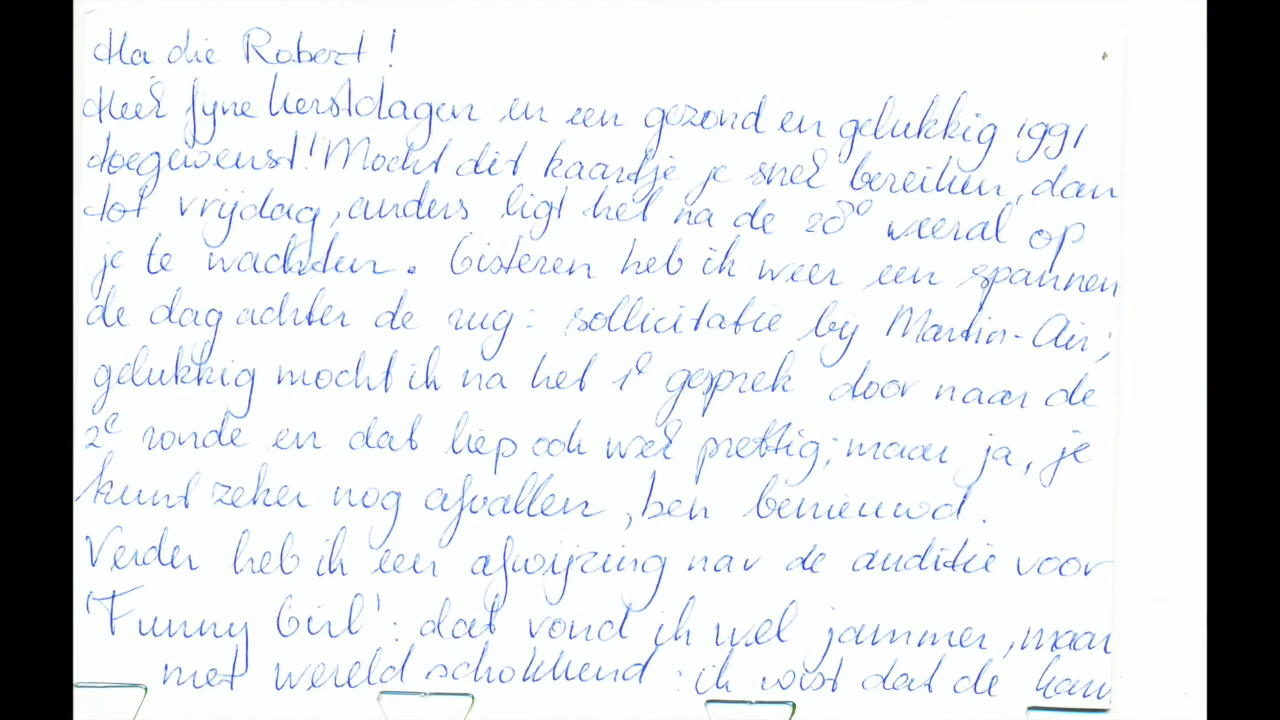 Ha die Robert!
Heel fijne kerstdagen en een gezond en gelukkig 1991
toegewenst! Mocht dit kaartje je snel bereiken, dan
tot vrijdag, anders ligt het na de 28e weeral op
je te wachten. Gisteren heb ik weer een spannen
de dag achter de rug: sollicitatie bij Martin-Air;
gelukkig mocht ik na het 1e gesprek door naar de
2e ronde en dat liep ook wel prettig; maar ja, je
kunt zeker nog afvallen, ben benieuwd.
Verder heb ik een afwijzing nav de auditie voor
'Funny Girl': dat vond ik wel jammer, maar
niet wereldschokkend: ik wist dat de kans